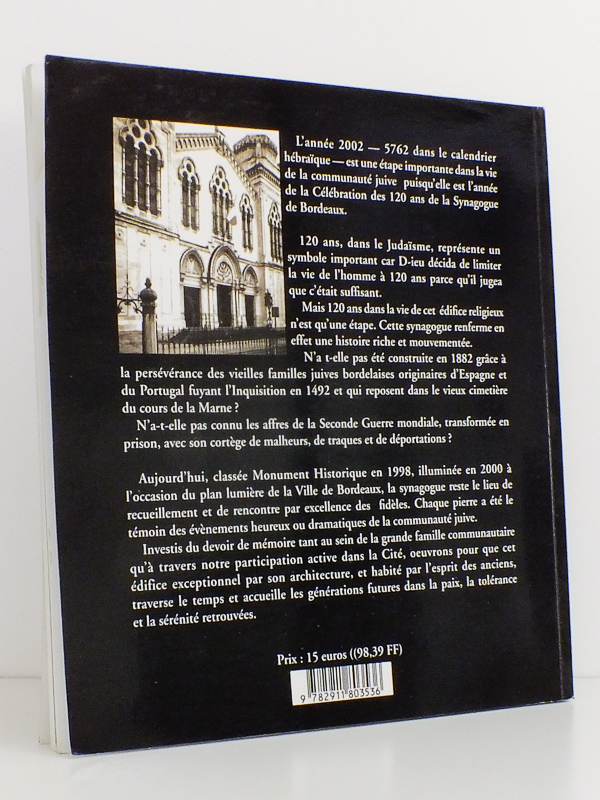 L'année 2002 — 5762 dans le calendrier
hébraïque — est une étape importante dans la vie
de la communauté juive puisqu'elle est l'année
de la Célébration des 120 ans de la Synagogue
de Bordeaux.
120 ans, dans le Judaïsme, représente un
symbole important car D-ieu décida de limiter
la vie de l'homme à 120 ans parce qu'il jugea
que c'était suffisant.
Mais 120 ans dans la vie de cet édifice religieux
n'est qu'une étape. Cette synagogue renferme en
effet une histoire riche et mouvementée.
N'a t-elle pas été construite en 1882 grâce à
la persévérance des vieilles familles juives bordelaises originaires d'Espagne et
du Portugal fuyant l'Inquisition en 1492 et qui reposent dans le vieux cimetière
du cours de la Marne ?
N'a-t-elle pas connu les affres de la Seconde Guerre mondiale, transformée en
prison, avec son cortège de malheurs, de traques et de déportations ?
Aujourd'hui, classée Monument Historique en 1998, illuminée en 2000 à
l'occasion du plan lumière de la Ville de Bordeaux, la synagogue reste le lieu de
recueillement et de rencontre par excellence des fidèles. Chaque pierre a été le
témoin des évènements heureux ou dramatiques de la communauté juive.
Investis du devoir de mémoire tant au sein de la grande famille communautaire
qu'à travers notre participation active dans la Cité, oeuvrons pour que cet
édifice exceptionnel par son architecture, et habité par l'esprit des anciens,
traverse le temps et accueille les générations futures dans la paix, la tolérance
et la sérénité retrouvées.
Prix : 15 euros ((98,39 FF)
9 782911 803536